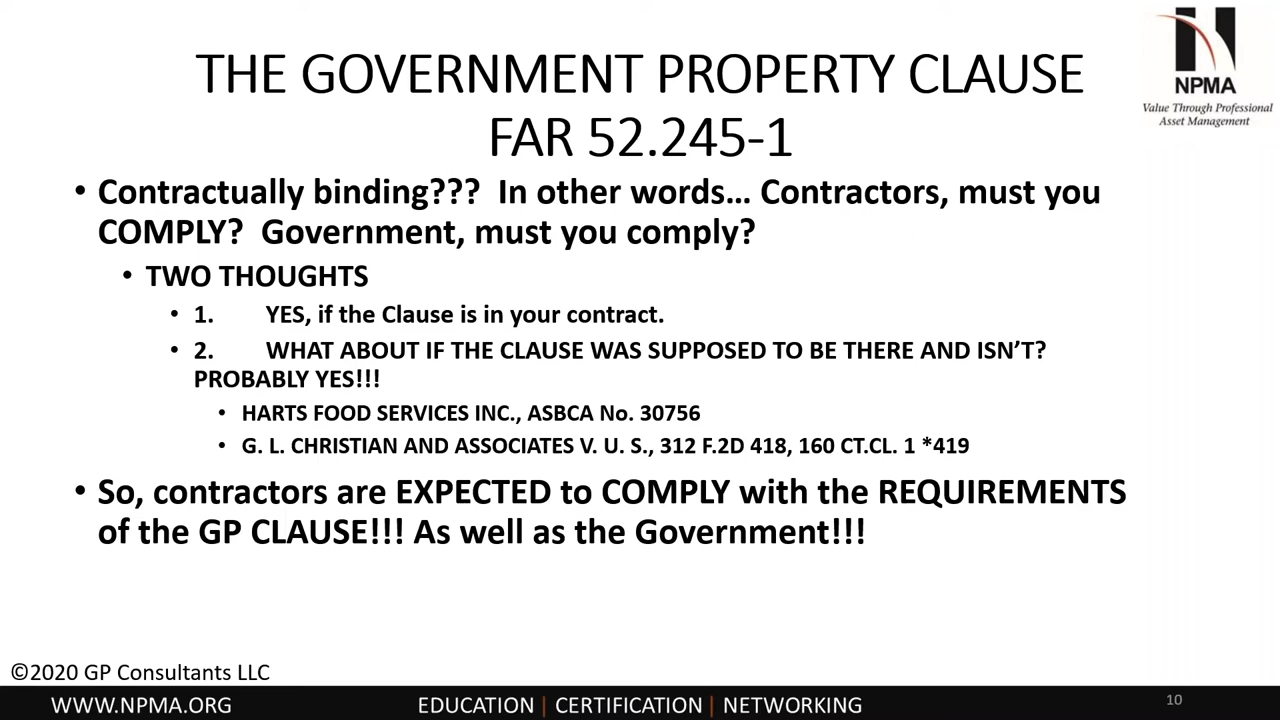 THE GOVERNMENT PROPERTY CLAUSE
FAR 52.245-1
NPMA
Value Through Professional
Asset Management
• Contractually binding??? In other words… Contractors, must you
COMPLY? Government, must you comply?
• TWO THOUGHTS
• 1. YES, if the Clause is in your contract.
• 2. WHAT ABOUT IF THE CLAUSE WAS SUPPOSED TO BE THERE AND ISN’T?
PROBABLY YES!!!
• HARTS FOOD SERVICES INC., ASBCA No. 30756
• G. L. CHRISTIAN AND ASSOCIATES V. U. S., 312 F.2D 418, 160 CT.CL. 1 *419
• So, contractors are EXPECTED to COMPLY with the REQUIREMENTS
of the GP CLAUSE!!! As well as the Government!!!
©2020 GP Consultants LLC
WWW.NPMA.ORG EDUCATION | CERTIFICATION | NETWORKING 10